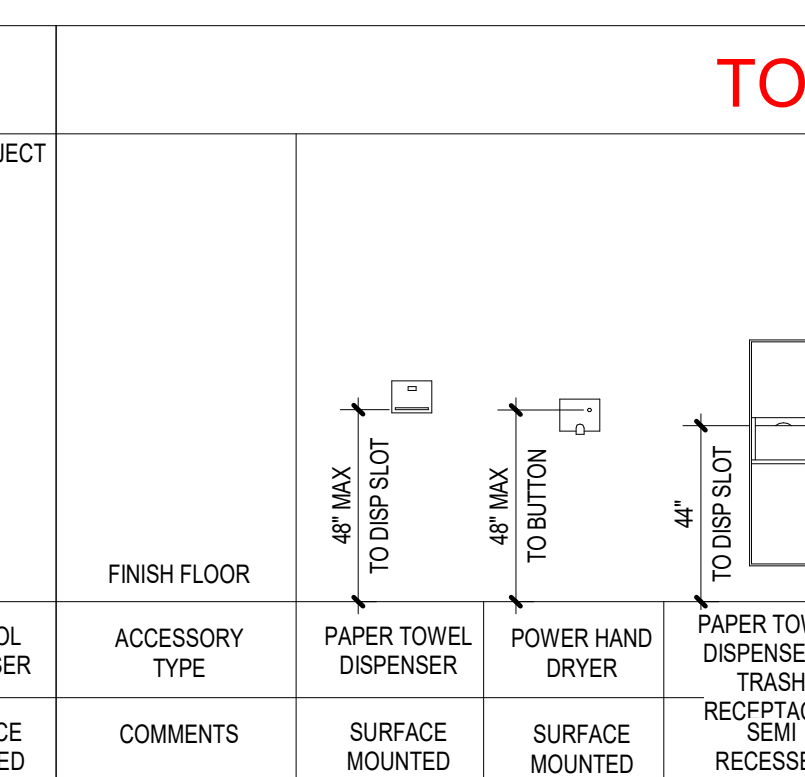 TO
JECT
48" MAX
TO DISP SLOT
48" MAX
TO BUTTON
44"
TO DISP SLOT
FINISH FLOOR
OL
SER
ACCESSORY
TYPE
PAPER TOWEL
DISPENSER
POWER HAND
DRYER
PAPER TOW
DISPENSE
TRASH
RECEPTAC
CE
ED
COMMENTS
SURFACE
MOUNTED
SURFACE
MOUNTED
SEMI
RECESSE